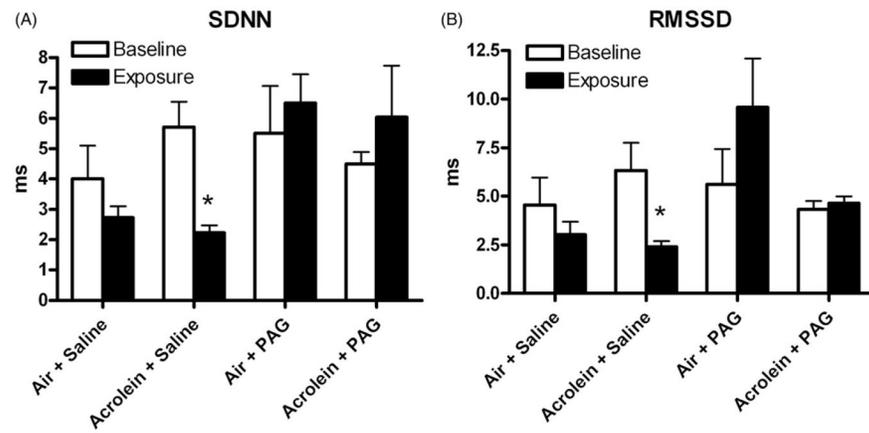 (A)
SDNN
Baseline
Exposure
8
7
6
5
4
3
2
1
0
ms
*
Air + Saline
Acrolein + Saline
Air + PAG
Acrolein + PAG
(B)
RMSSD
Baseline
Exposure
12.5
10.0
7.5
5.0
2.5
0.0
ms
*
Air + Saline
Acrolein + Saline
Air + PAG
Acrolein + PAG